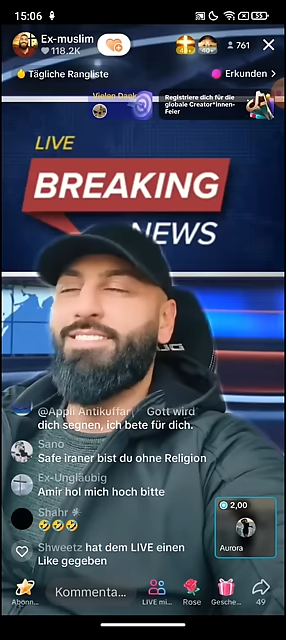 15:06
55
Ex-muslim
118.2K
40+
761
Tägliche Rangliste
Erkunden >
Vielen Dank
Registriere dich für die
globale Creator*innen-
Feier
LIVE
BREAKING
NEWS
@Appli Antikuffar Gott wird
dich segnen, ich bete für dich.
Sano
Safe iraner bist du ohne Religion
Ex-Ungläubig
Amir hol mich hoch bitte
Shahr
🤣🤣🤣
Shweetz hat dem LIVE einen
Like gegeben
2,00
Aurora
Abonn...
Kommenta...
LIVE mi...
Rose
Gesche...
49